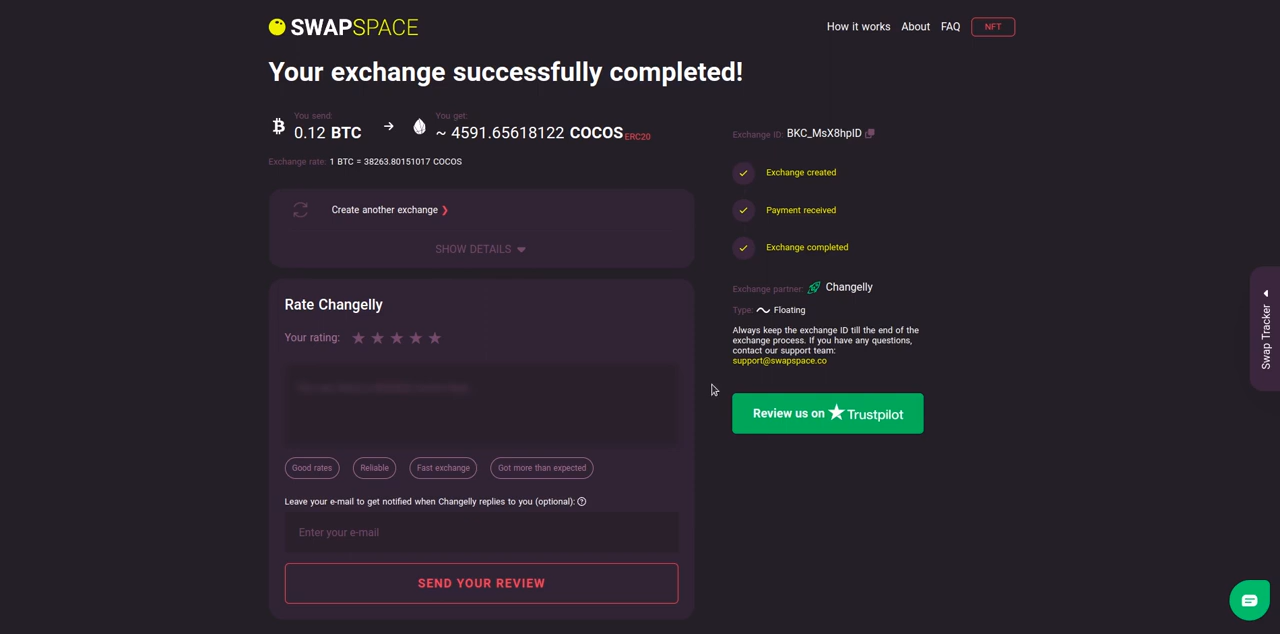 SWAPSPACE
How it works About FAQ NFT
Your exchange successfully completed!
You send:
0.12 BTC
You get:
~ 4591.65618122 COCOS ERC20
Exchange rate: 1 BTC = 38263.80151017 COCOS
Create another exchange ❯
SHOW DETAILS
Rate Changelly
Your rating:
Good rates Reliable Fast exchange Got more than expected
Leave your e-mail to get notified when Changelly replies to you (optional):
Enter your e-mail
SEND YOUR REVIEW
Exchange ID: BKC_MsX8hpID
Exchange created
Payment received
Exchange completed
Exchange partner: Changelly
Type: Floating
Always keep the exchange ID till the end of the
exchange process. If you have any questions,
contact our support team:
support@swapspace.co
Review us on Trustpilot
Swap Tracker